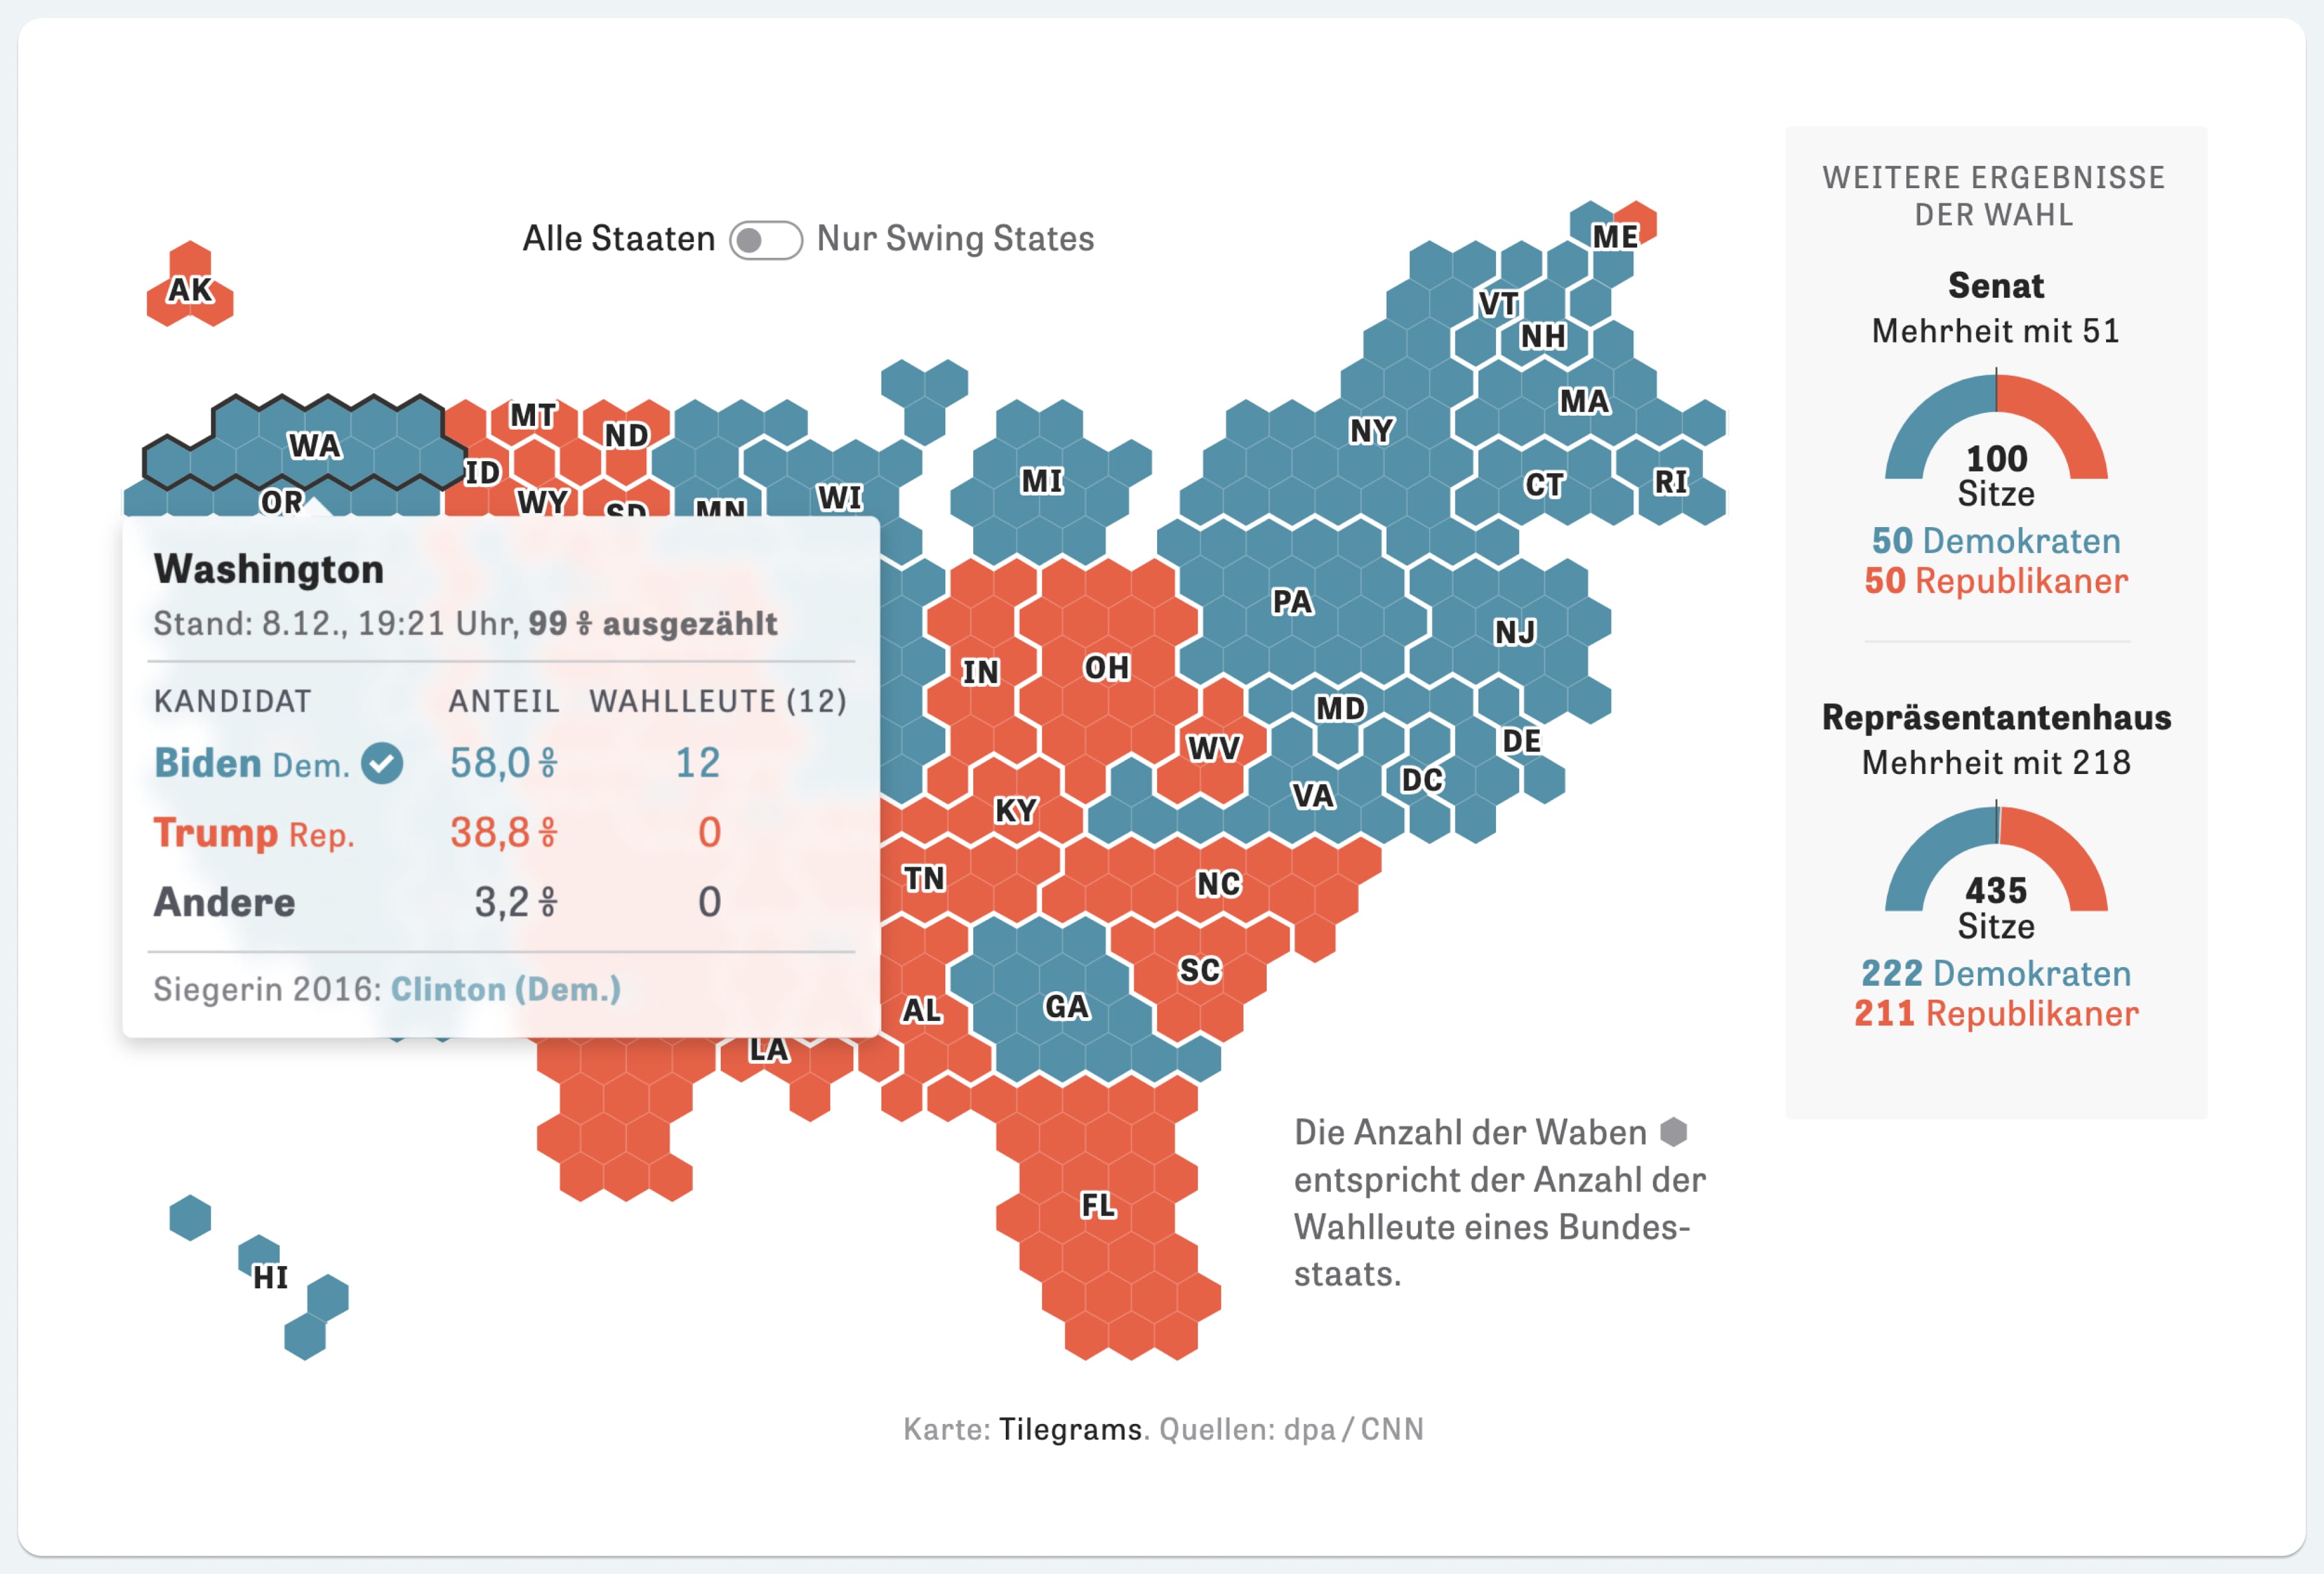 Alle Staaten Nur Swing States
ME
AK
VT
NH
MA
MT
ND
NY
WA
ID
MI
CT
RI
OR
WY
SD
MN
WI
Washington
Stand: 8.12., 19:21 Uhr, 99 % ausgezählt
KANDIDAT ANTEIL WAHLLEUTE (12)
Biden Dem. 58,0 % 12
Trump Rep. 38,8 % 0
Andere 3,2 % 0
Siegerin 2016: Clinton (Dem.)
PA
NJ
IN
OH
MD
WV
DE
DC
VA
KY
TN
NC
SC
AL
GA
LA
FL
HI
Die Anzahl der Waben
entspricht der Anzahl der
Wahlleute eines Bundes-
staats.
WEITERE ERGEBNISSE
DER WAHL
Senat
Mehrheit mit 51
100
Sitze
50 Demokraten
50 Republikaner
Repräsentantenhaus
Mehrheit mit 218
435
Sitze
222 Demokraten
211 Republikaner
Karte: Tilegrams. Quellen: dpa / CNN